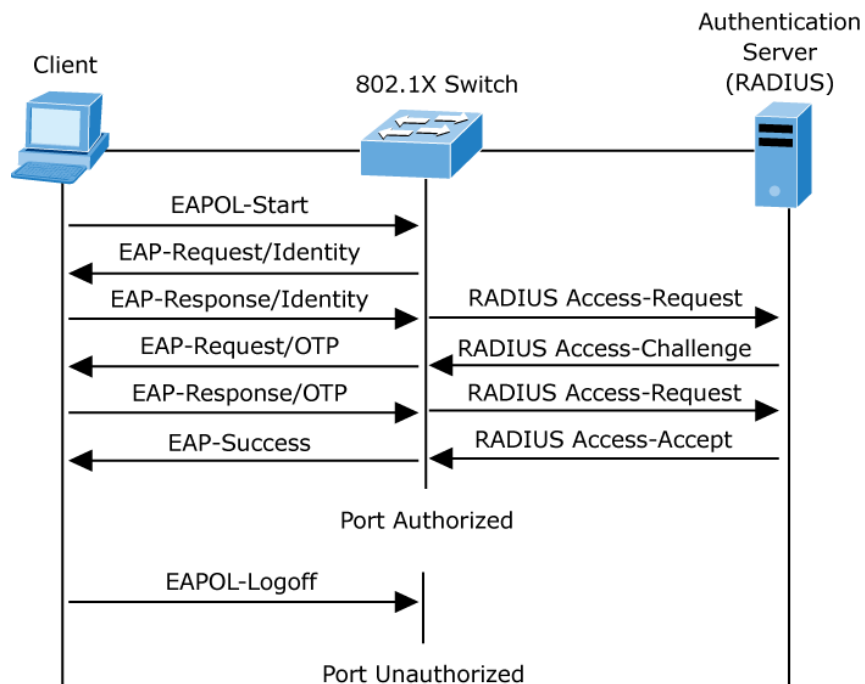 Authentication
Server
(RADIUS)
Client
802.1X Switch
EAPOL-Start
EAP-Request/Identity
EAP-Response/Identity
RADIUS Access-Request
EAP-Request/OTP
RADIUS Access-Challenge
EAP-Response/OTP
RADIUS Access-Request
EAP-Success
RADIUS Access-Accept
Port Authorized
EAPOL-Logoff
Port Unauthorized